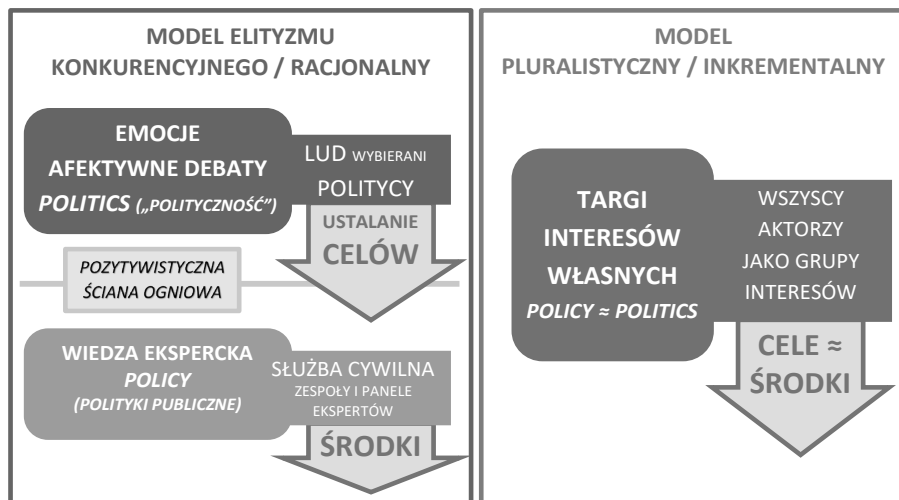 MODEL ELITYZMU
KONKURENCYJNEGO / RACJONALNY
EMOCJE
AFEKTYWNE DEBATY
POLITICS („POLITYCZNOŚĆ”)
LUD WYBIERANI
POLITYCY
USTALANIE
CELÓW
POZYTYWISTYCZNA
ŚCIANA OGNIOWA
WIEDZA EKSPERCKA
POLICY
(POLITYKI PUBLICZNE)
SŁUŻBA CYWILNA
ZESPOŁY I PANELE
EKSPERTÓW
ŚRODKI
MODEL
PLURALISTYCZNY / INKREMENTALNY
TARGI
INTERESÓW
WŁASNYCH
POLICY ≈ POLITICS
WSZYSCY
AKTORZY
JAKO GRUPY
INTERESÓW
CELE ≈
ŚRODKI